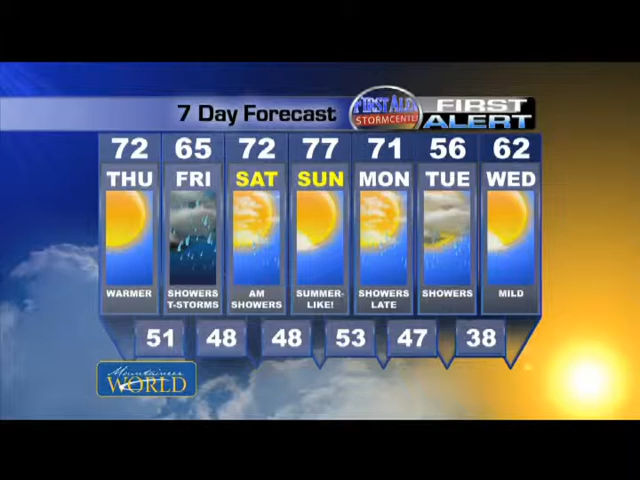 7 Day Forecast
FIRST ALERT
STORMCENTER
FIRST
ALERT
72 65 72 77 71 56 62
THU FRI SAT SUN MON TUE WED
WARMER
SHOWERS
T-STORMS
AM
SHOWERS
SUMMER-
LIKE!
SHOWERS
LATE
SHOWERS
MILD
51 48 48 53 47 38
Mountaineer
WORLD